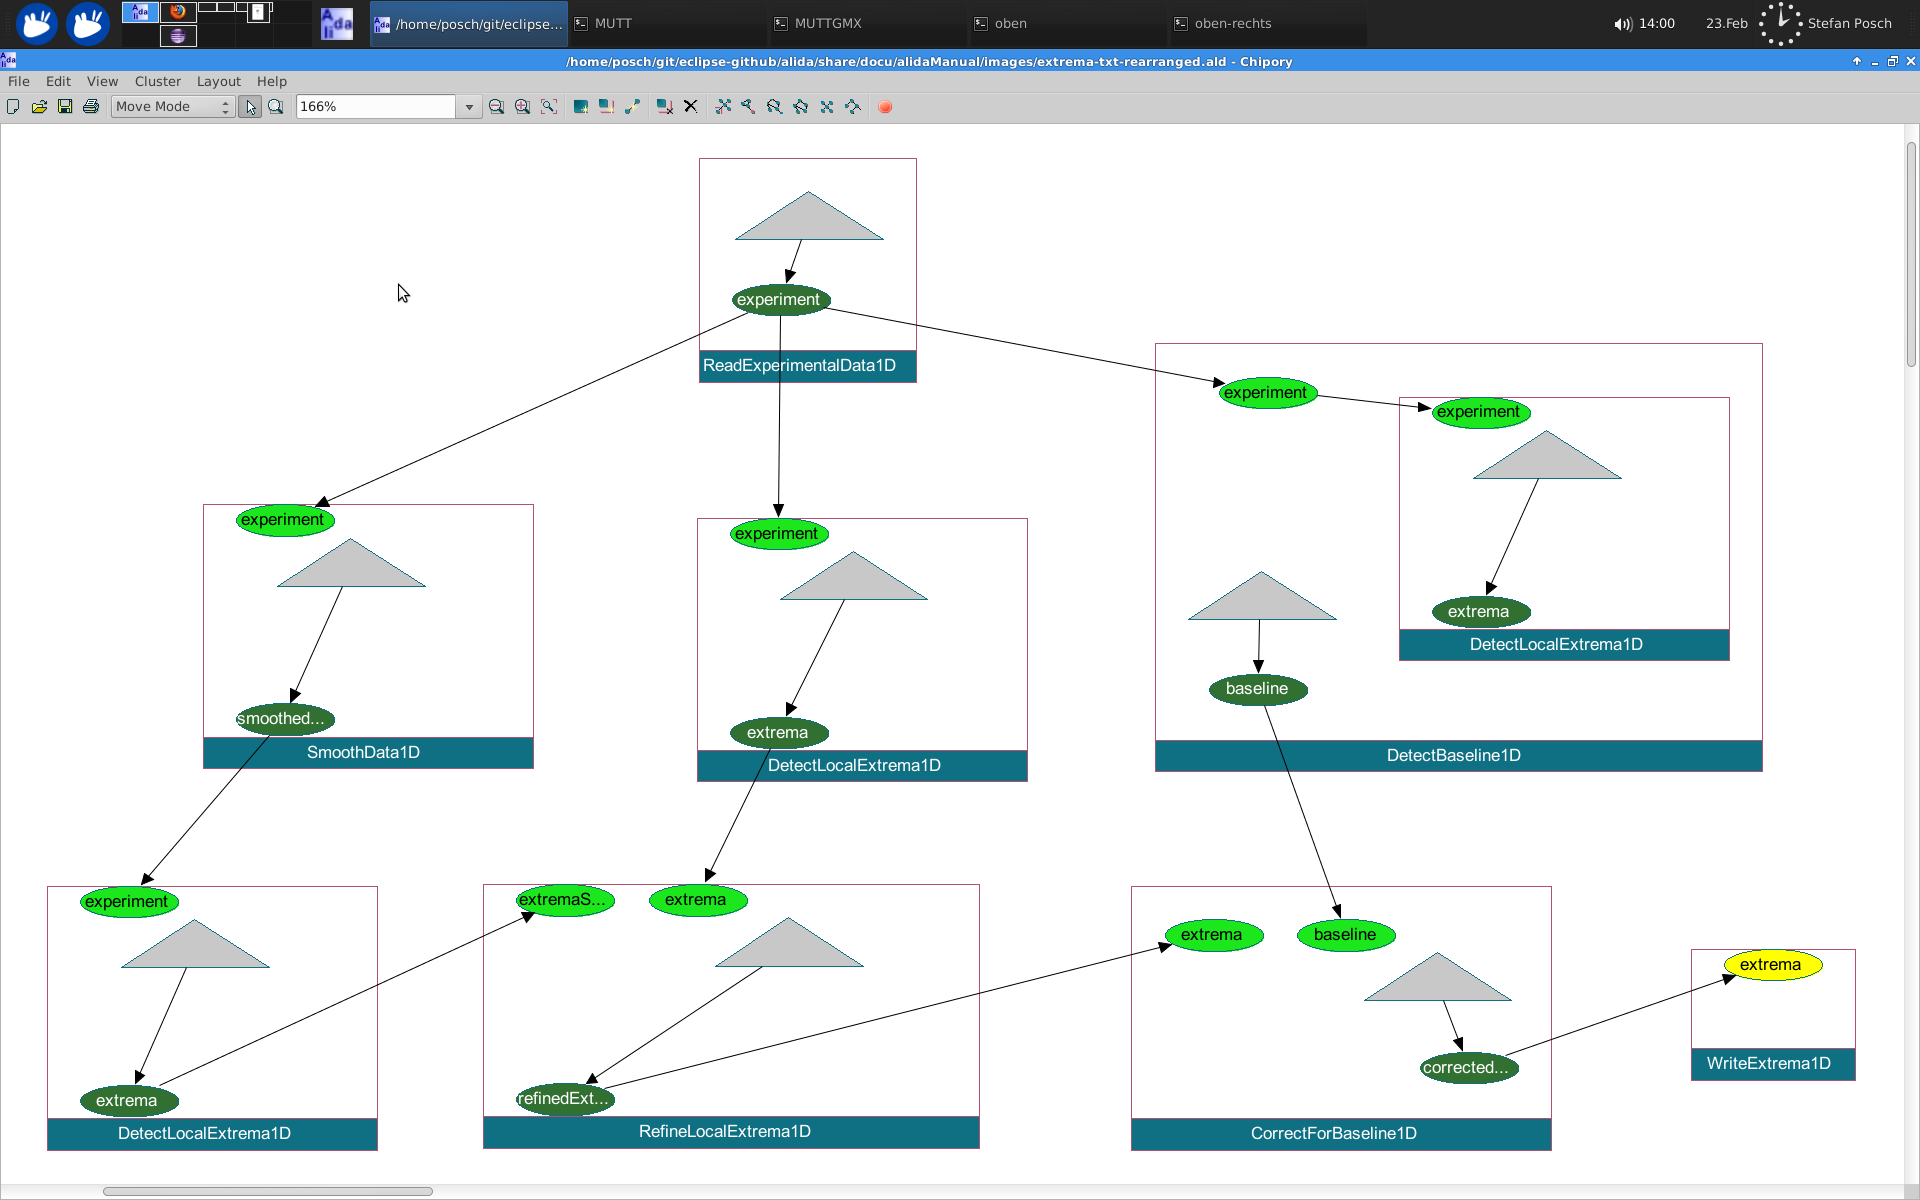 /home/posch/git/eclipse...
MUTT
MUTTGMX
oben
oben-rechts
14:00
23.Feb
Stefan Posch
/home/posch/git/eclipse-github/alida/share/docu/alidaManual/images/extrema-txt-rearranged.ald - Chipory
File Edit View Cluster Layout Help
Move Mode
166%
experiment
ReadExperimentalData1D
experiment
experiment
extrema
DetectLocalExtrema1D
baseline
DetectBaseline1D
experiment
smoothed...
SmoothData1D
experiment
extrema
DetectLocalExtrema1D
experiment
extrema
DetectLocalExtrema1D
extremaS...
extrema
refinedExt...
RefineLocalExtrema1D
extrema
baseline
corrected...
CorrectForBaseline1D
extrema
WriteExtrema1D